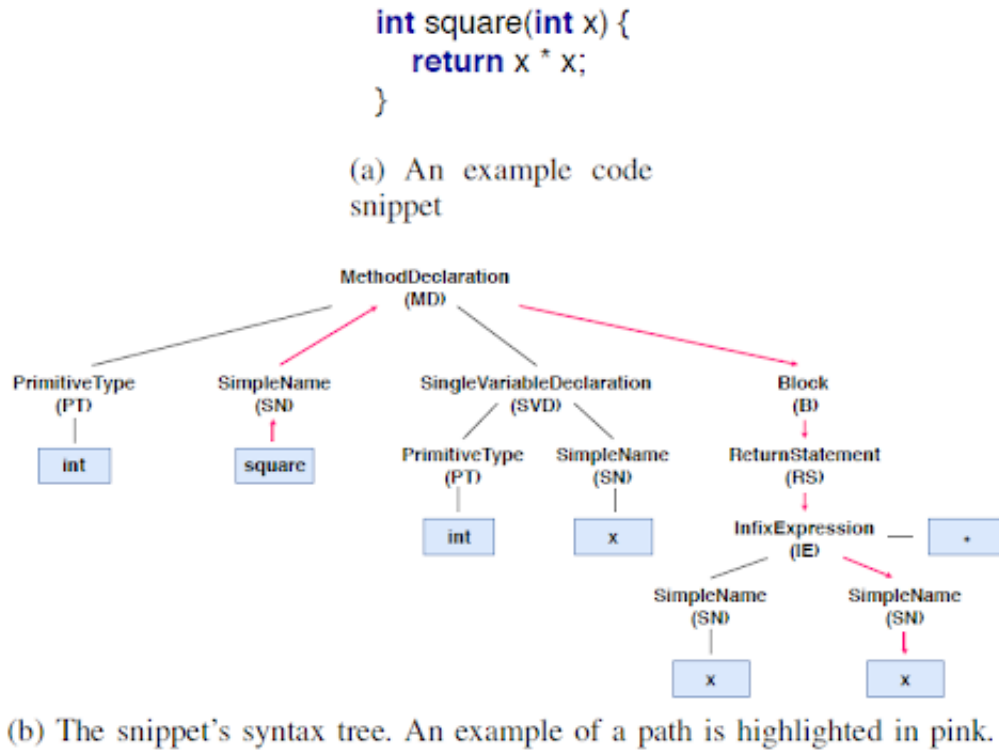 int square(int x) {
return x * x;
}
(a) An example code
snippet
MethodDeclaration
(MD)
PrimitiveType SimpleName SingleVariableDeclaration Block
(PT) (SN) (SVD) (B)
int square PrimitiveType SimpleName ReturnStatement
(PT) (SN) (RS)
int x InfixExpression *
(IE)
SimpleName SimpleName
(SN) (SN)
x x
(b) The snippet's syntax tree. An example of a path is highlighted in pink.